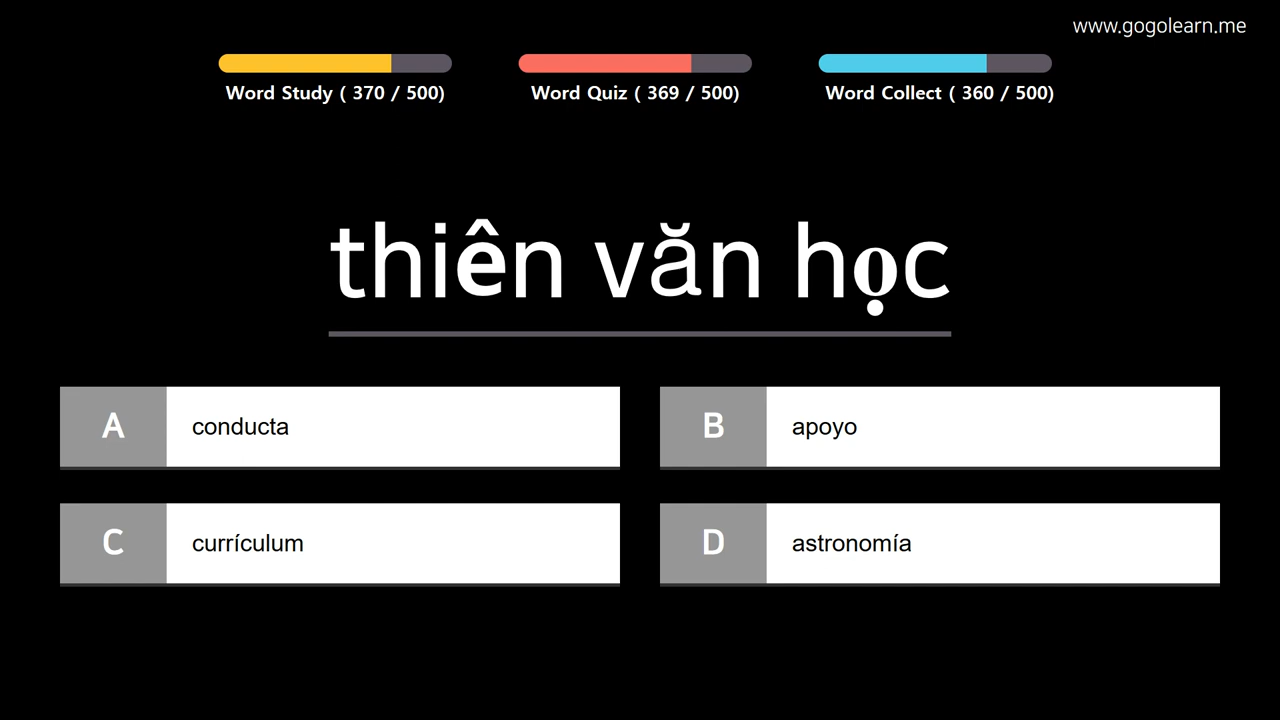 www.gogolearn.me
Word Study ( 370 / 500)
Word Quiz ( 369 / 500)
Word Collect ( 360 / 500)
thiên văn học
A conducta
B apoyo
C currículum
D astronomía